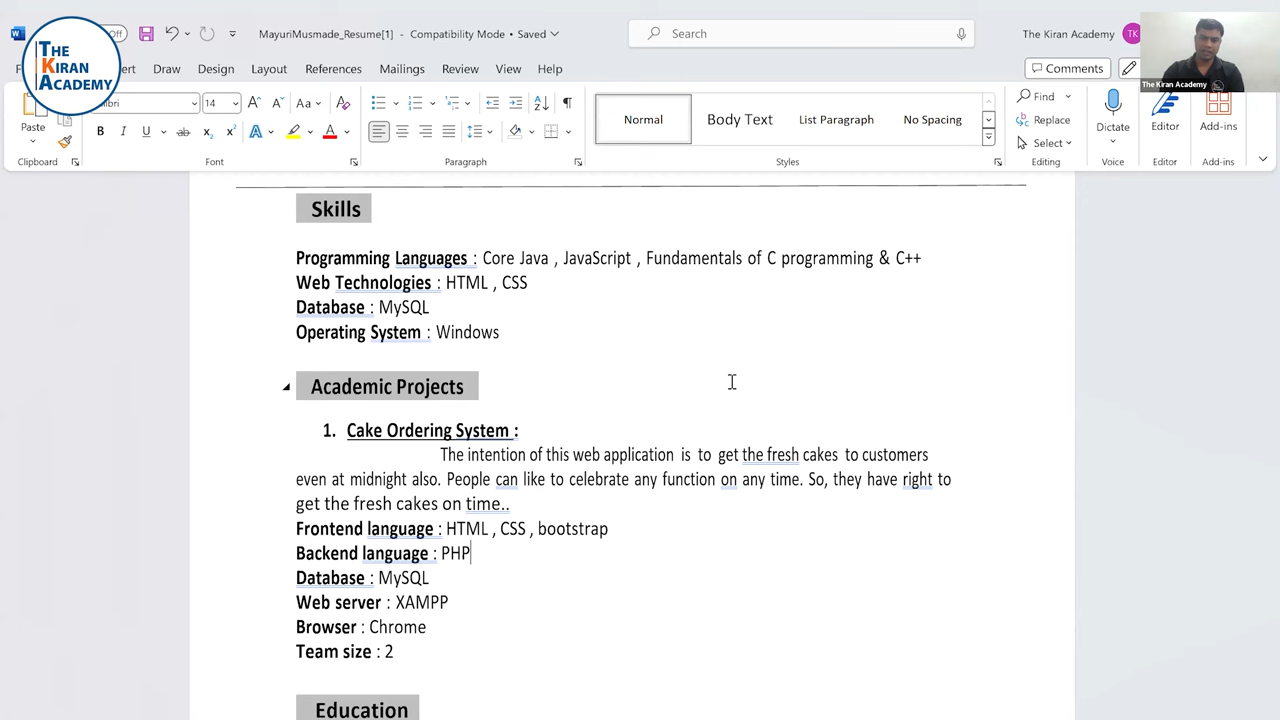 THE
KIRAN
ACADEMY
Off
MayuriMusmade_Resume[1] - Compatibility Mode • Saved
Search
The Kiran Academy
TK
The Kiran Academy
Draw
Design
Layout
References
Mailings
Review
View
Help
Comments
14
Aa
Normal
Body Text
List Paragraph
No Spacing
Find
Replace
Select
Paste
Dictate
Editor
Add-ins
Clipboard
Font
Paragraph
Styles
Editing
Voice
Editor
Add-ins
Skills
Programming Languages : Core Java , JavaScript , Fundamentals of C programming & C++
Web Technologies : HTML , CSS
Database : MySQL
Operating System : Windows
Academic Projects
1. Cake Ordering System :
The intention of this web application is to get the fresh cakes to customers
even at midnight also. People can like to celebrate any function on any time. So, they have right to
get the fresh cakes on time..
Frontend language : HTML , CSS , bootstrap
Backend language : PHP
Database : MySQL
Web server : XAMPP
Browser : Chrome
Team size : 2
Education